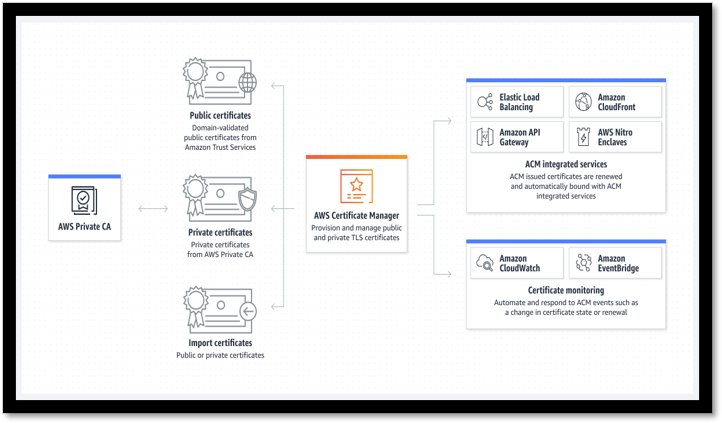 Public certificates
Domain-validated
public certificates from
Amazon Trust Services
AWS Private CA
Private certificates
Private certificates
from AWS Private CA
Import certificates
Public or private certificates
AWS Certificate Manager
Provision and manage public
and private TLS certificates
Elastic Load
Balancing
Amazon
CloudFront
Amazon API
Gateway
AWS Nitro
Enclaves
ACM integrated services
ACM issued certificates are renewed
and automatically bound with ACM
integrated services
Amazon
CloudWatch
Amazon
EventBridge
Certificate monitoring
Automate and respond to ACM events such as
a change in certificate state or renewal